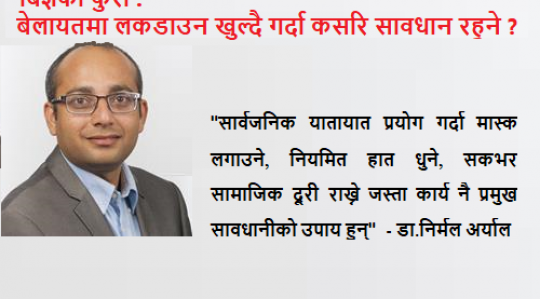 बिज्ञका कुरा :
बेलायतमा लकडाउन खुल्दै गर्दा कसरि सावधान रहने ?
"सार्वजनिक यातायात प्रयोग गर्दा मास्क
लगाउने, नियमित हात धुने, सकभर
सामाजिक दूरी राख्ने जस्ता कार्य नै प्रमुख
सावधानीको उपाय हुन्" - डा.निर्मल अर्याल